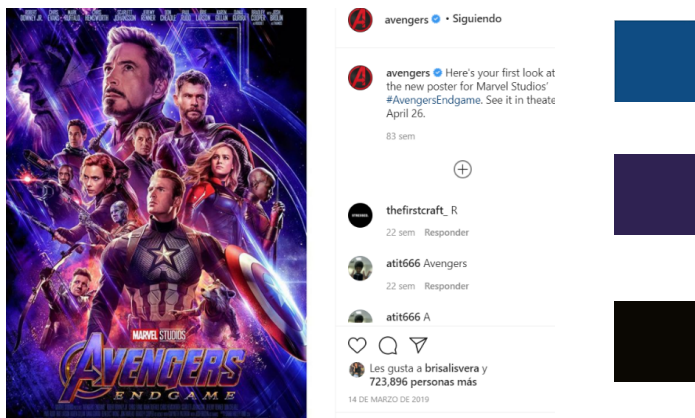 ROBERT DOWNEY JR. CHRIS EVANS MARK RUFFALO CHRIS HEMSWORTH SCARLETT JOHANSSON JEREMY RENNER DON CHEADLE PAUL RUDD BRIE LARSON KAREN GILLAN DANAI GURIRA BRADLEY COOPER JOSH BROLIN
MARVEL STUDIOS
AVENGERS
ENDGAME
avengers • Siguiendo
avengers Here's your first look at
the new poster for Marvel Studios'
#AvengersEndgame. See it in theate
April 26.
83 sem
thefirstcraft_ R
22 sem Responder
atit666 Avengers
22 sem Responder
atit666 A
Les gusta a brisalisvera y
723,896 personas más
14 DE MARZO DE 2019